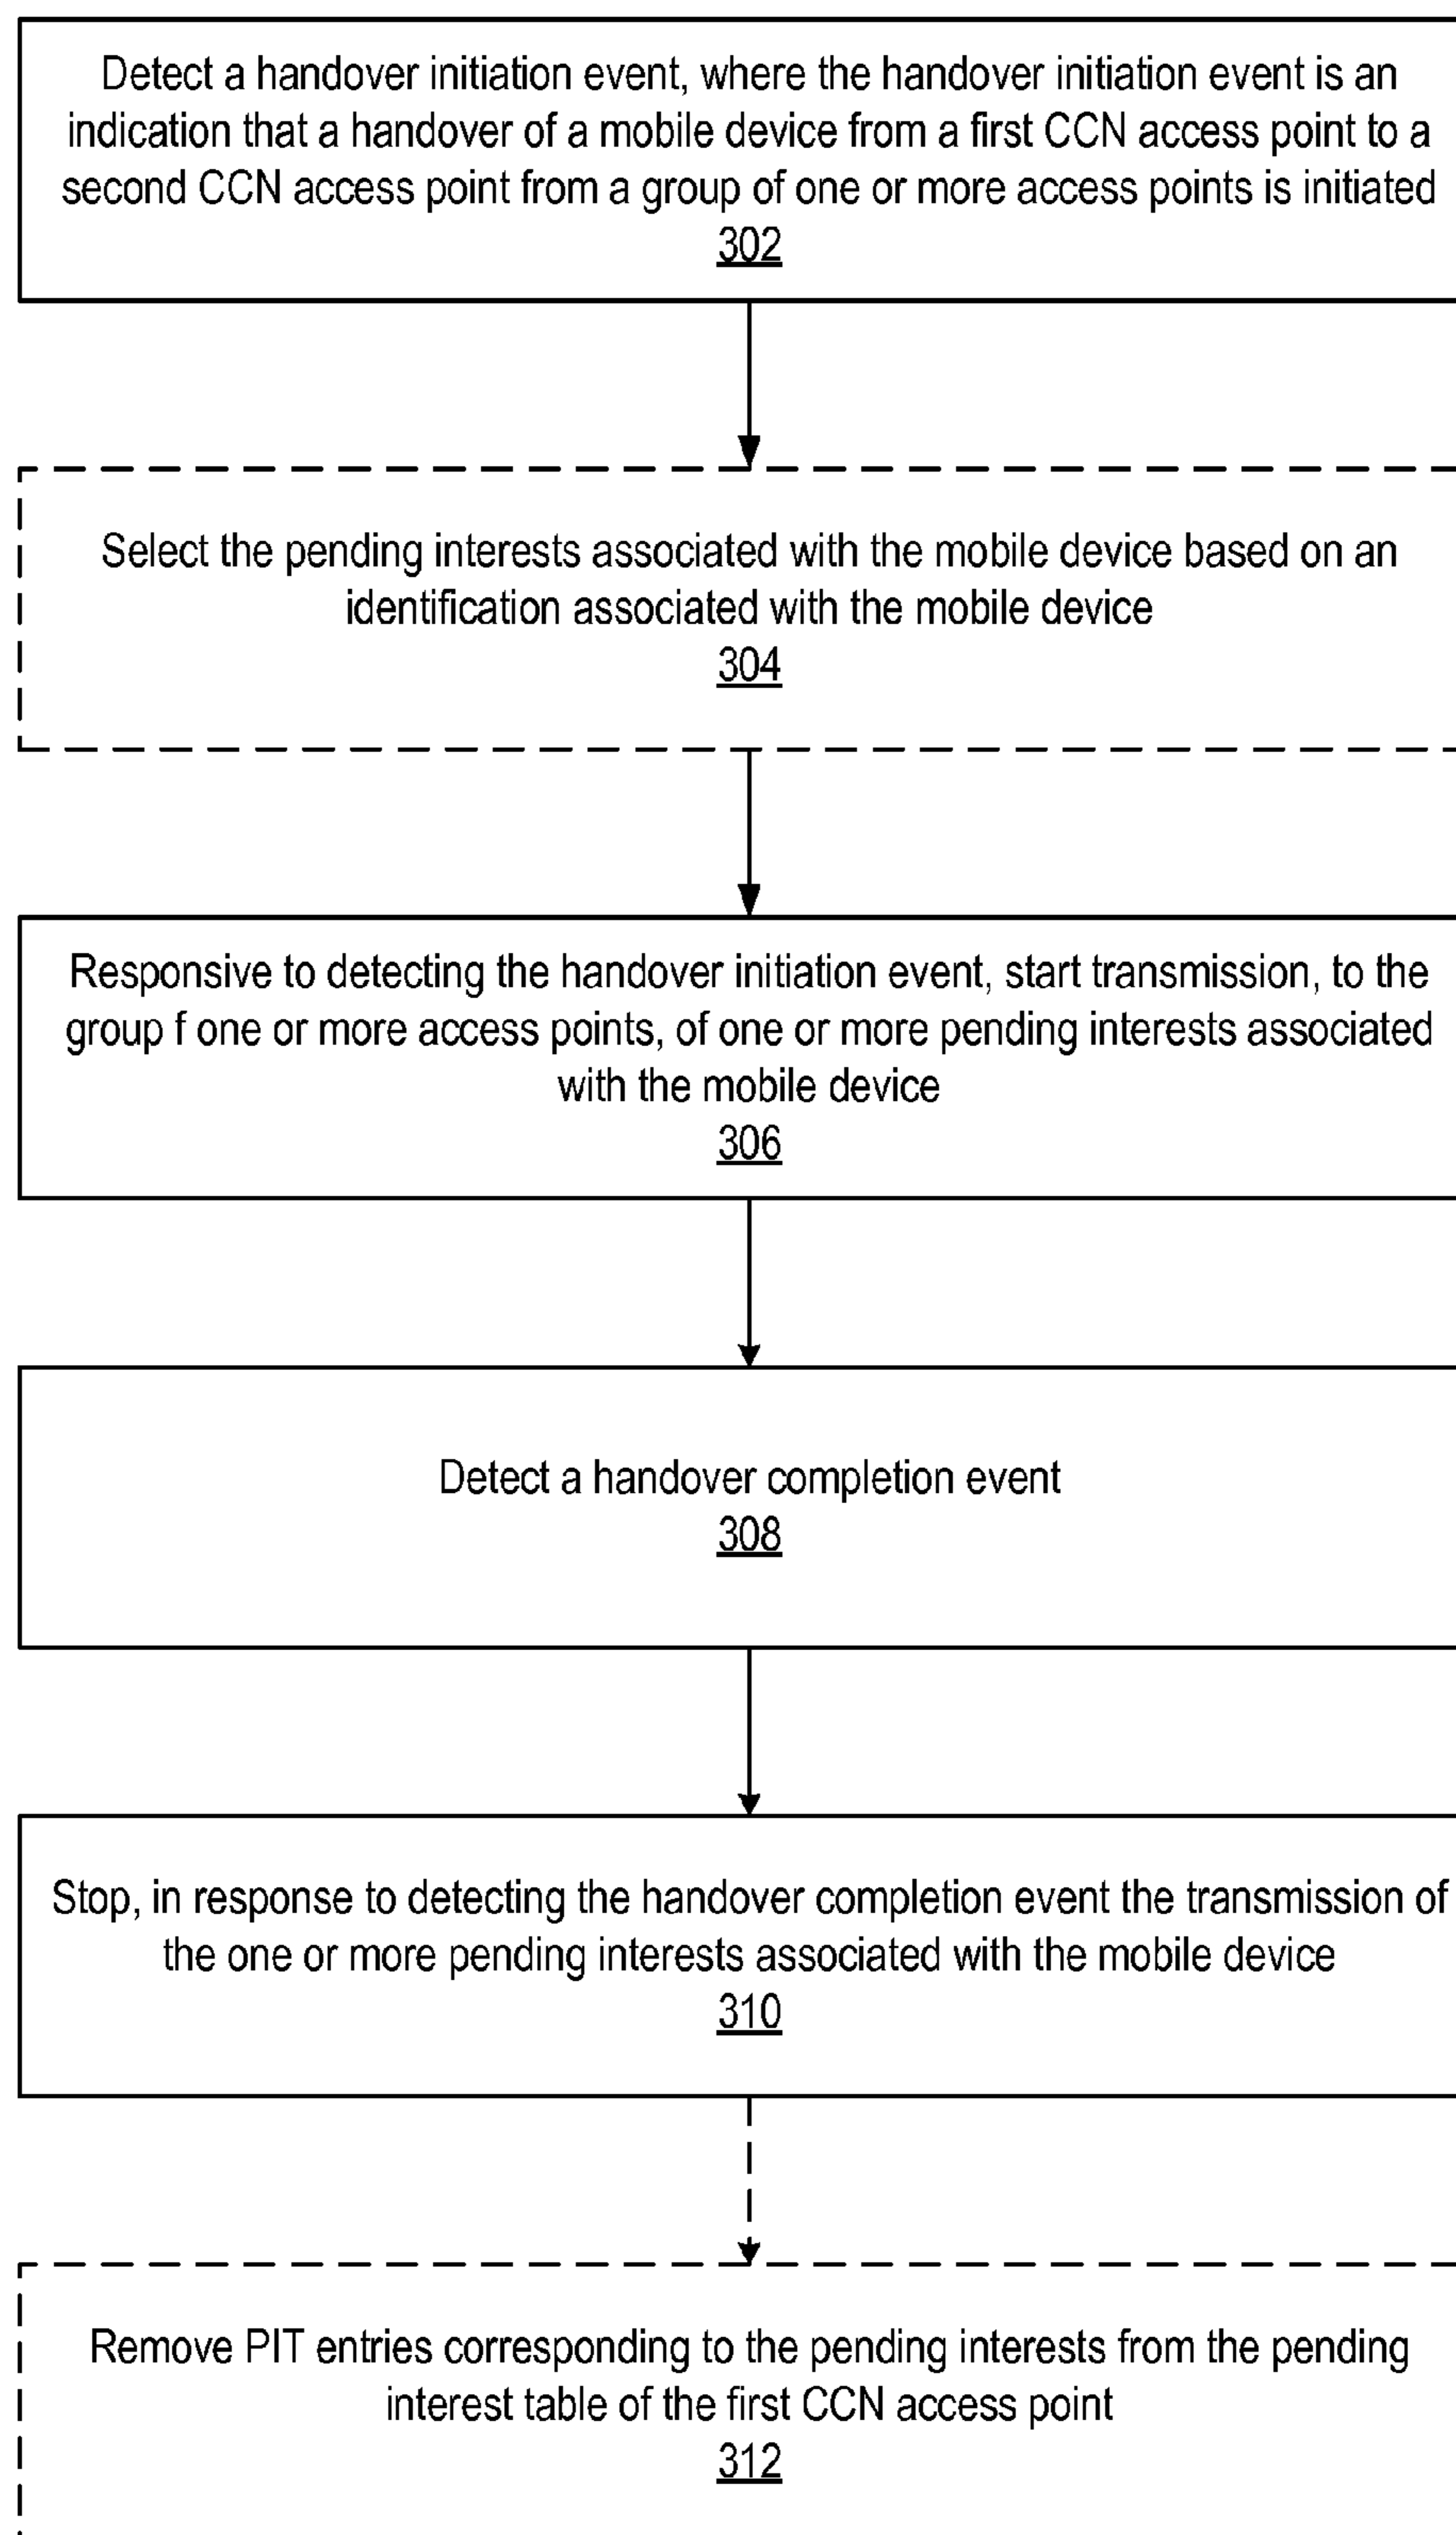 Detect a handover initiation event, where the handover initiation event is an
indication that a handover of a mobile device from a first CCN access point to a
second CCN access point from a group of one or more access points is initiated
302
Select the pending interests associated with the mobile device based on an
identification associated with the mobile device
304
Responsive to detecting the handover initiation event, start transmission, to the
group f one or more access points, of one or more pending interests associated
with the mobile device
306
Detect a handover completion event
308
Stop, in response to detecting the handover completion event the transmission of
the one or more pending interests associated with the mobile device
310
Remove PIT entries corresponding to the pending interests from the pending
interest table of the first CCN access point
312